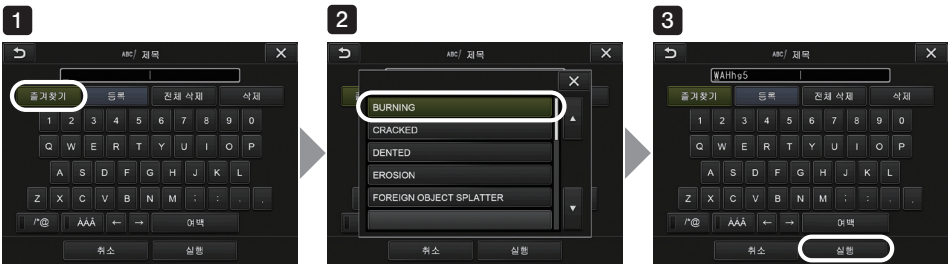 1
ABC/ 제목
즐겨찾기 등록 전체 삭제 삭제
1 2 3 4 5 6 7 8 9 0
Q W E R T Y U I O P
A S D F G H J K L
Z X C V B N M ; : . ,
/*@ ÀÁÂ ← → 여백
취소 실행
2
ABC/ 제목
BURNING
CRACKED
DENTED
EROSION
FOREIGN OBJECT SPLATTER
취소 실행
3
ABC/ 제목
WAHhg5
즐겨찾기 등록 전체 삭제 삭제
1 2 3 4 5 6 7 8 9 0
Q W E R T Y U I O P
A S D F G H J K L
Z X C V B N M ; : . ,
/*@ ÀÁÂ ← → 여백
취소 실행